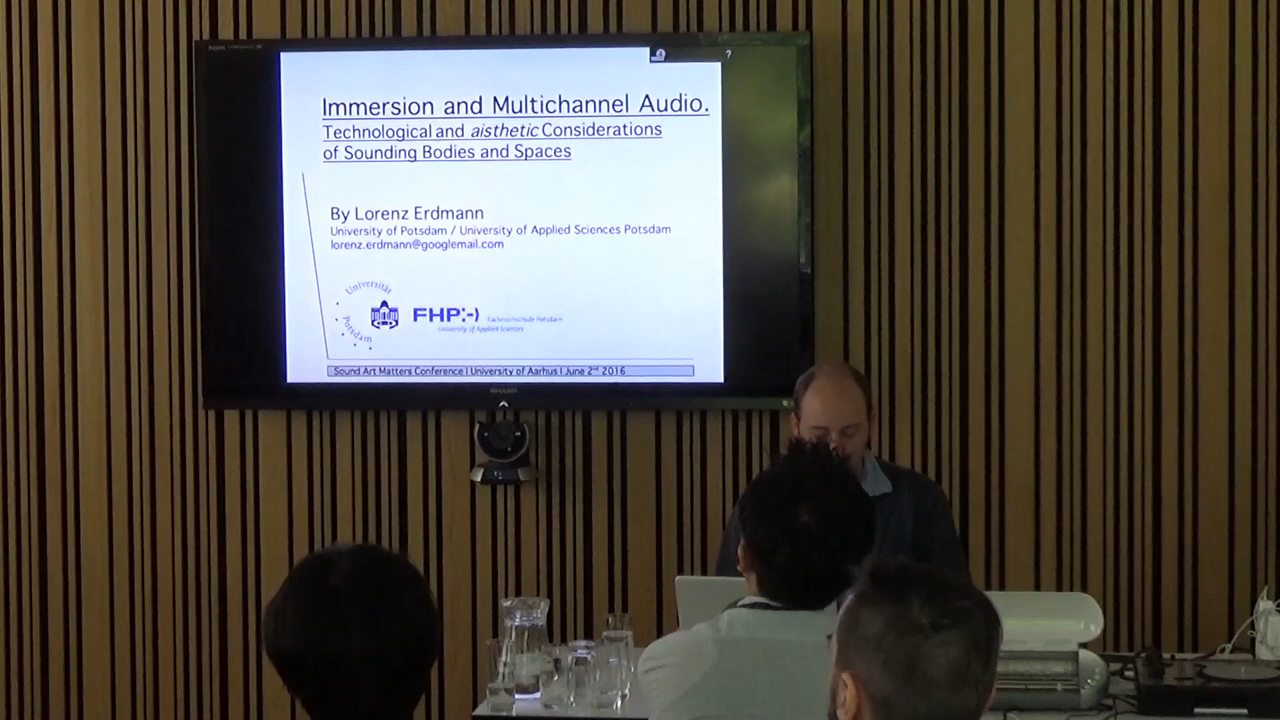 ?
Immersion and Multichannel Audio.
Technological and aisthetic Considerations
of Sounding Bodies and Spaces
By Lorenz Erdmann
University of Potsdam / University of Applied Sciences Potsdam
lorenz.erdmann@googlemail.com
Universität
Potsdam
FHP:-) Fachhochschule Potsdam
University of Applied Sciences
Sound Art Matters Conference | University of Aarhus | June 2nd 2016
SHARP